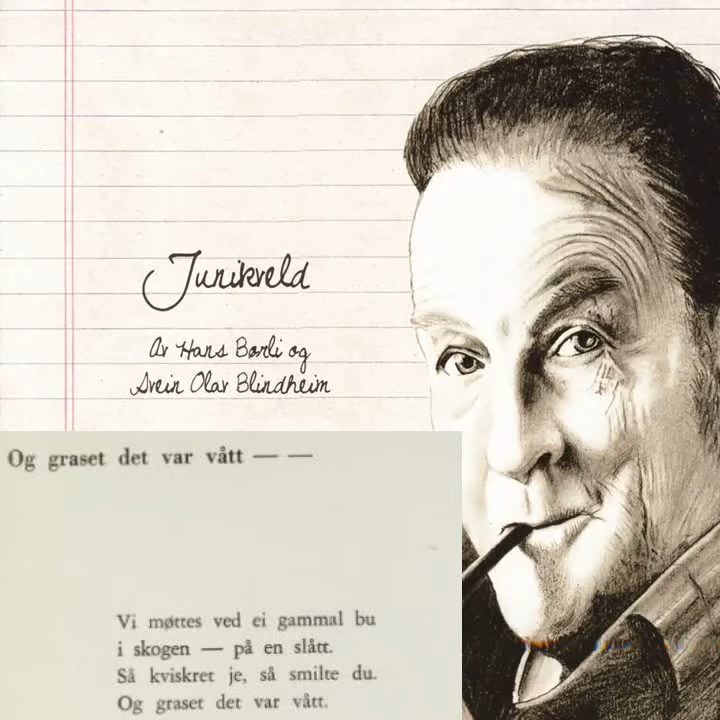 Junikveld
Av Hans Børli og
Svein Olav Blindheim
Og graset det var vått — —
Vi møttes ved ei gammal bu
i skogen — på en slått.
Så kviskret je, så smilte du.
Og graset det var vått.